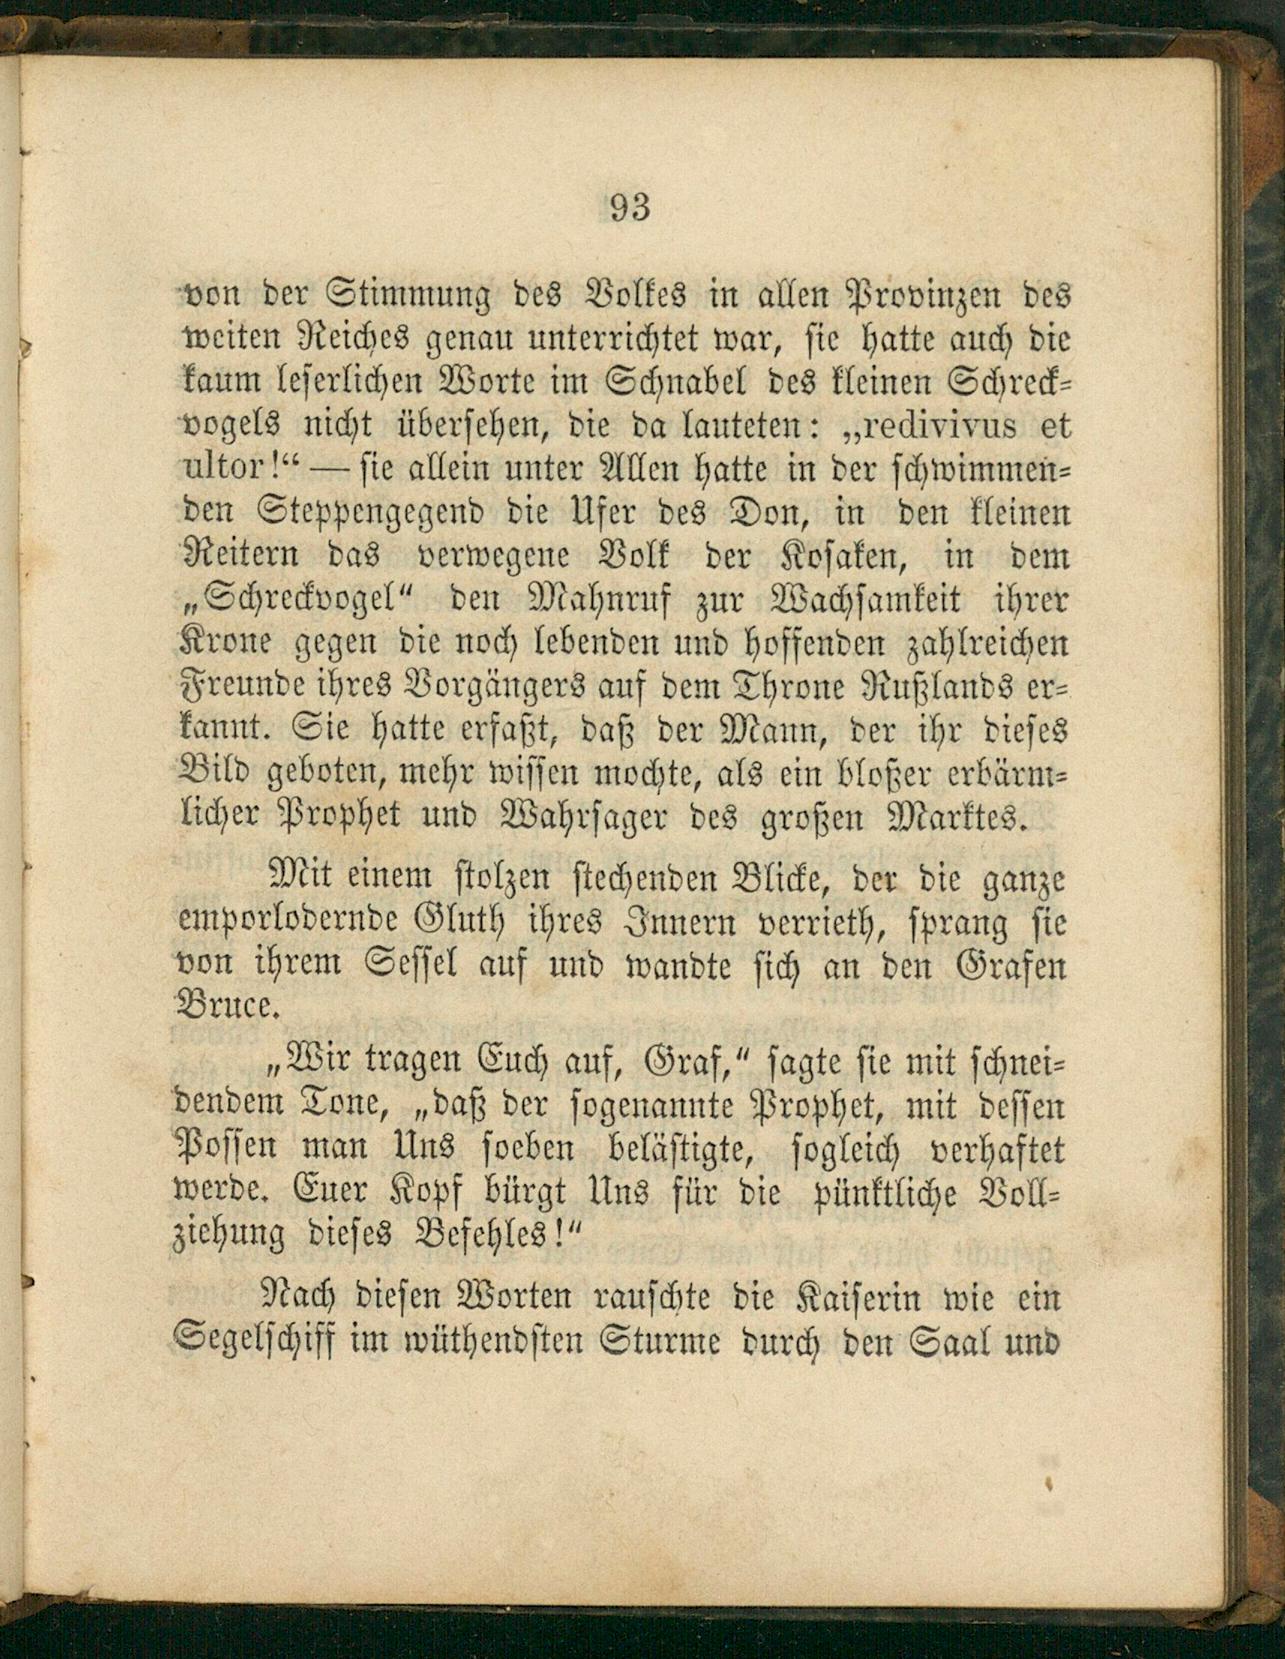 93
von der Stimmung des Volkes in allen Provinzen des
weiten Reiches genau unterrichtet war, sie hatte auch die
kaum leserlichen Worte im Schnabel des kleinen Schreck-
vogels nicht übersehen, die da lauteten: „redivivus et
ultor!“ — sie allein unter Allen hatte in der schwimmen-
den Steppengegend die Ufer des Don, in den kleinen
Reitern das verwegene Volk der Kosaken, in dem
„Schreckvogel“ den Mahnruf zur Wachsamkeit ihrer
Krone gegen die noch lebenden und hoffenden zahlreichen
Freunde ihres Vorgängers auf dem Throne Rußlands er-
kannt. Sie hatte erfaßt, daß der Mann, der ihr dieses
Bild geboten, mehr wissen mochte, als ein bloßer erbärm-
licher Prophet und Wahrsager des großen Marktes.
Mit einem stolzen stechenden Blicke, der die ganze
emporlodernde Gluth ihres Innern verrieth, sprang sie
von ihrem Sessel auf und wandte sich an den Grafen
Bruce.
„Wir tragen Euch auf, Graf,“ sagte sie mit schnei-
dendem Tone, „daß der sogenannte Prophet, mit dessen
Possen man Uns soeben belästigte, sogleich verhaftet
werde. Euer Kopf bürgt Uns für die pünktliche Voll-
ziehung dieses Befehles!“
Nach diesen Worten rauschte die Kaiserin wie ein
Segelschiff im wüthendsten Sturme durch den Saal und